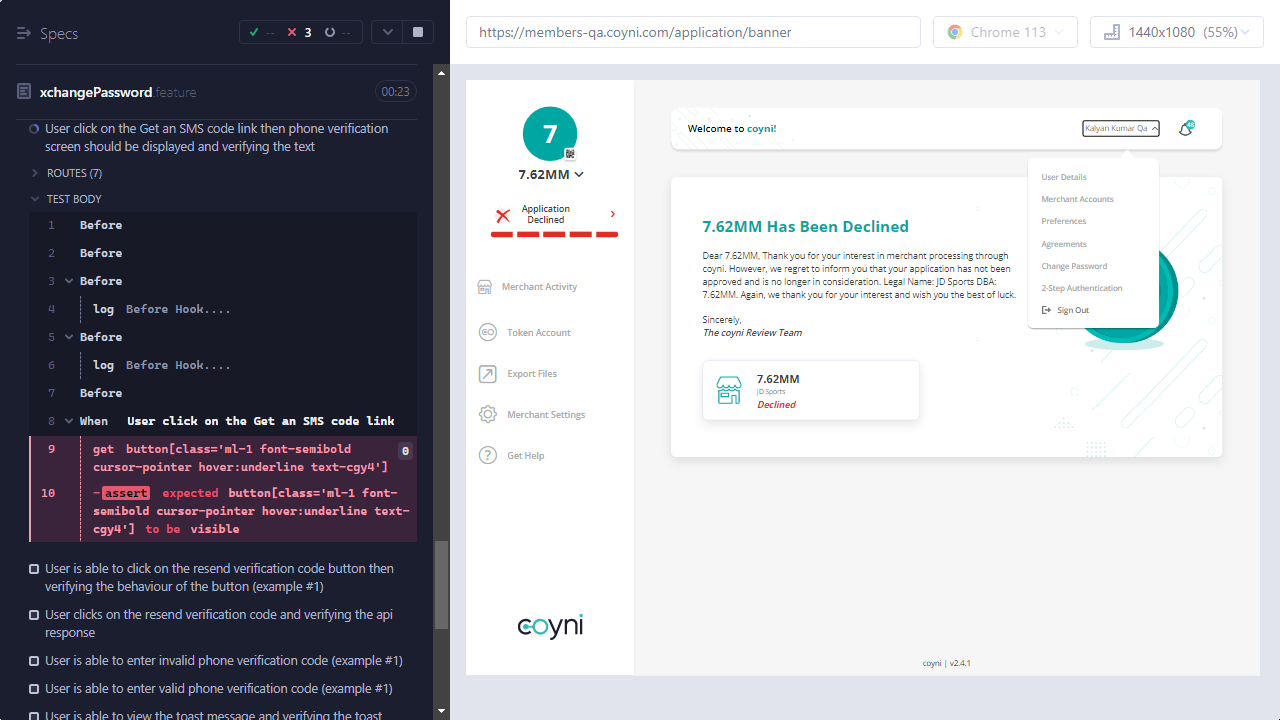 Specs
-- 3 --
xchangePassword.feature 00:23
User click on the Get an SMS code link then phone verification
screen should be displayed and verifying the text
ROUTES (7)
TEST BODY
1 Before
2 Before
3 Before
4 log Before Hook....
5 Before
6 log Before Hook....
7 Before
8 When User click on the Get an SMS code link
9 get button[class='ml-1 font-semibold 0
cursor-pointer hover:underline text-cgy4']
10 -assert expected button[class='ml-1 font-
semibold cursor-pointer hover:underline text-
cgy4'] to be visible
User is able to click on the resend verification code button then
verifying the behaviour of the button (example #1)
User clicks on the resend verification code and verifying the api
response
User is able to enter invalid phone verification code (example #1)
User is able to enter valid phone verification code (example #1)
User is able to view the toast message and verifying the toast
https://members-qa.coyni.com/application/banner
Chrome 113
1440x1080 (55%)
7
7.62MM
Application
Declined
Merchant Activity
Token Account
Export Files
Merchant Settings
Get Help
coyni
Welcome to coyni!
Kalyan Kumar Qa
User Details
Merchant Accounts
Preferences
Agreements
Change Password
2-Step Authentication
Sign Out
7.62MM Has Been Declined
Dear 7.62MM, Thank you for your interest in merchant processing through
coyni. However, we regret to inform you that your application has not been
approved and is no longer in consideration. Legal Name: JD Sports DBA:
7.62MM. Again, we thank you for your interest and wish you the best of luck.
Sincerely,
The coyni Review Team
7.62MM
JD Sports
Declined
coyni | v2.4.1